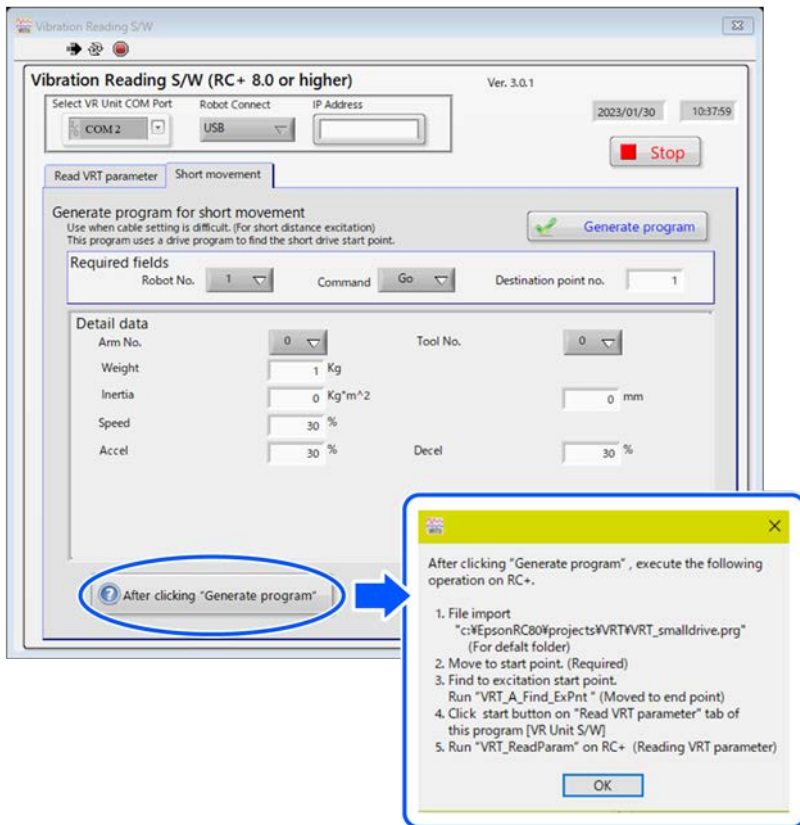 Vibration Reading S/W
Vibration Reading S/W (RC+ 8.0 or higher)
Ver. 3.0.1
Select VR Unit COM Port
Robot Connect
IP Address
COM2
USB
2023/01/30
10:37:59
Stop
Read VRT parameter
Short movement
Generate program for short movement
Use when cable setting is difficult. (For short distance excitation)
This program uses a drive program to find the short drive start point.
Generate program
Required fields
Robot No. 1
Command Go
Destination point no. 1
Detail data
Arm No. 0
Tool No. 0
Weight 1 Kg
Inertia 0 Kg*m^2
0 mm
Speed 30 %
Accel 30 %
Decel 30 %
After clicking "Generate program"
After clicking "Generate program" , execute the following
operation on RC+.
1. File import
"c:¥EpsonRC80¥projects¥VRT¥VRT_smalldrive.prg"
(For defalt folder)
2. Move to start point. (Required)
3. Find to excitation start point.
Run "VRT_A_Find_ExPnt " (Moved to end point)
4. Click start button on "Read VRT parameter" tab of
this program [VR Unit S/W]
5. Run "VRT_ReadParam" on RC+ (Reading VRT parameter)
OK